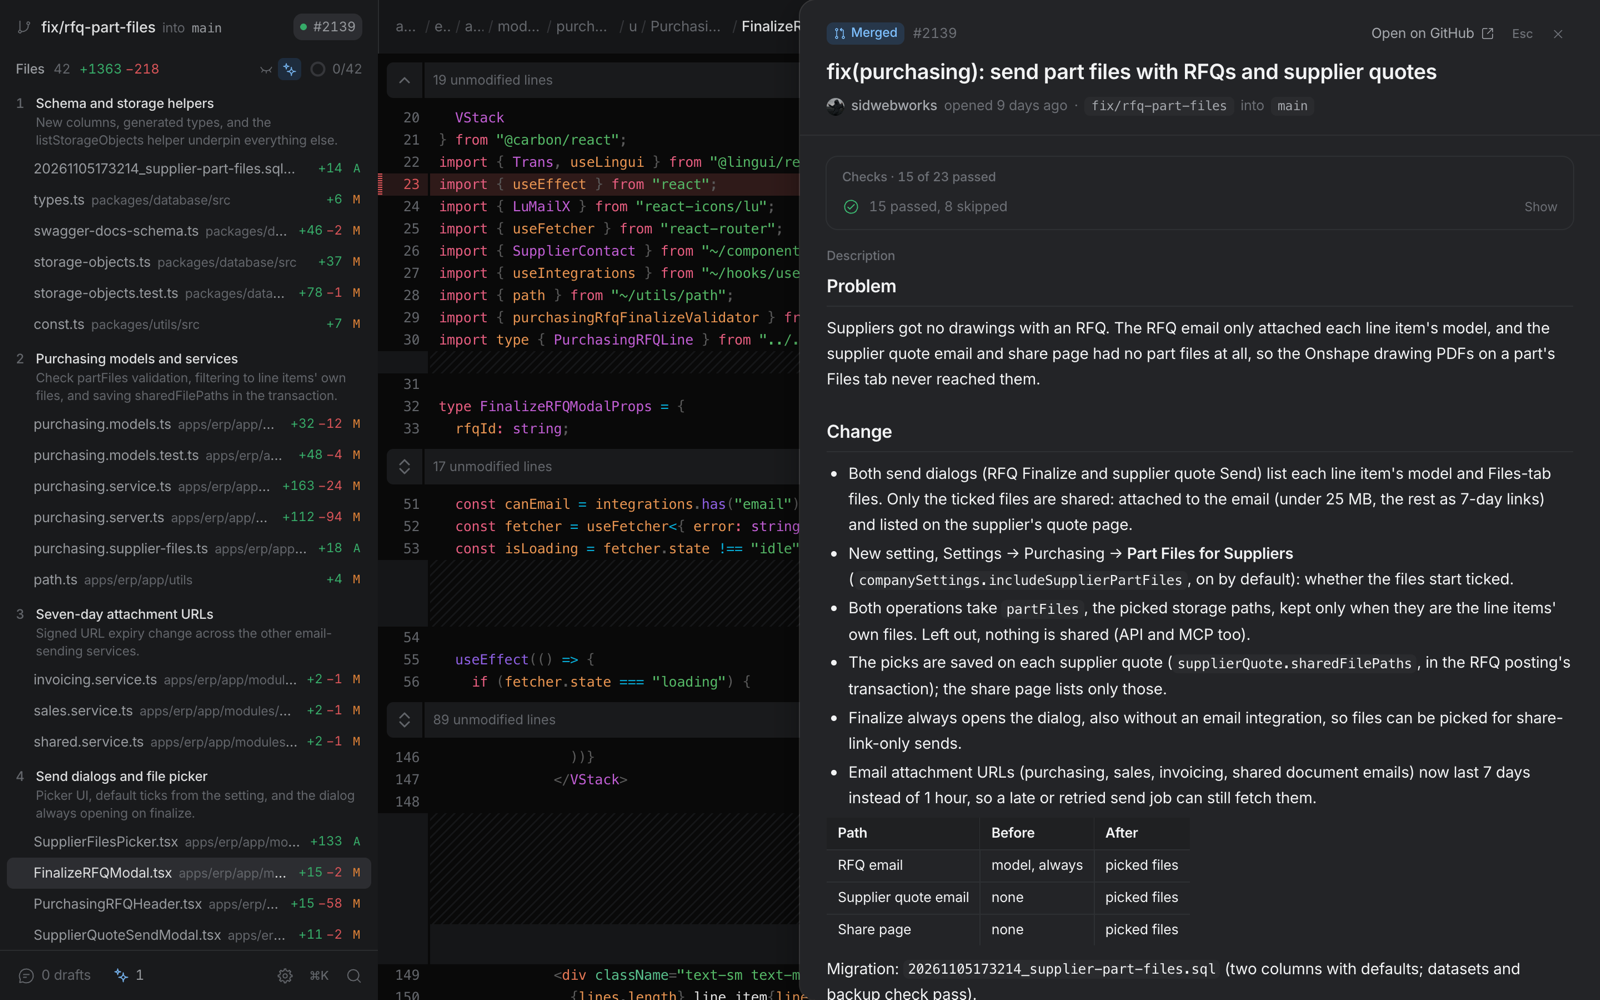 fix/rfq-part-files into main #2139
Files 42 +1363 −218 0/42
1 Schema and storage helpers
New columns, generated types, and the
listStorageObjects helper underpin everything else.
20261105173214_supplier-part-files.sql... +14 A
types.ts packages/database/src +6 M
swagger-docs-schema.ts packages/d... +46 −2 M
storage-objects.ts packages/database/src +37 M
storage-objects.test.ts packages/data... +78 −1 M
const.ts packages/utils/src +7 M
2 Purchasing models and services
Check partFiles validation, filtering to line items' own
files, and saving sharedFilePaths in the transaction.
purchasing.models.ts apps/erp/app/... +32 −12 M
purchasing.models.test.ts apps/erp/a... +48 −4 M
purchasing.service.ts apps/erp/app... +163 −24 M
purchasing.server.ts apps/erp/app/... +112 −94 M
purchasing.supplier-files.ts apps/erp/app... +18 A
path.ts apps/erp/app/utils +4 M
3 Seven-day attachment URLs
Signed URL expiry change across the other email-
sending services.
invoicing.service.ts apps/erp/app/modul... +2 −1 M
sales.service.ts apps/erp/app/modules/... +2 −1 M
shared.service.ts apps/erp/app/modules... +2 −1 M
4 Send dialogs and file picker
Picker UI, default ticks from the setting, and the dialog
always opening on finalize.
SupplierFilesPicker.tsx apps/erp/app/mo... +133 A
FinalizeRFQModal.tsx apps/erp/app/m... +15 −2 M
PurchasingRFQHeader.tsx apps/erp/... +15 −58 M
SupplierQuoteSendModal.tsx apps/er... +11 −2 M
0 drafts 1 ⌘K
a... / e.. / a... / mod... / purch... / u / Purchasi... / FinalizeR
19 unmodified lines
20 VStack
21 } from "@carbon/react";
22 import { Trans, useLingui } from "@lingui/re
23 import { useEffect } from "react";
24 import { LuMailX } from "react-icons/lu";
25 import { useFetcher } from "react-router";
26 import { SupplierContact } from "~/component
27 import { useIntegrations } from "~/hooks/use
28 import { path } from "~/utils/path";
29 import { purchasingRfqFinalizeValidator } fr
30 import type { PurchasingRFQLine } from "../.
31
32 type FinalizeRFQModalProps = {
33 rfqId: string;
17 unmodified lines
51 const canEmail = integrations.has("email")
52 const fetcher = useFetcher<{ error: string
53 const isLoading = fetcher.state !== "idle"
54
55 useEffect(() => {
56 if (fetcher.state === "loading") {
89 unmodified lines
146 ))}
147 </VStack>
148
149 <div className="text-sm text-m
150 {lines.length} line item{line
Merged #2139 Open on GitHub Esc
fix(purchasing): send part files with RFQs and supplier quotes
sidwebworks opened 9 days ago · fix/rfq-part-files into main
Checks · 15 of 23 passed
15 passed, 8 skipped Show
Description
Problem
Suppliers got no drawings with an RFQ. The RFQ email only attached each line item's model, and the
supplier quote email and share page had no part files at all, so the Onshape drawing PDFs on a part's
Files tab never reached them.
Change
• Both send dialogs (RFQ Finalize and supplier quote Send) list each line item's model and Files-tab
files. Only the ticked files are shared: attached to the email (under 25 MB, the rest as 7-day links)
and listed on the supplier's quote page.
• New setting, Settings → Purchasing → Part Files for Suppliers
(companySettings.includeSupplierPartFiles, on by default): whether the files start ticked.
• Both operations take partFiles, the picked storage paths, kept only when they are the line items'
own files. Left out, nothing is shared (API and MCP too).
• The picks are saved on each supplier quote (supplierQuote.sharedFilePaths, in the RFQ posting's
transaction); the share page lists only those.
• Finalize always opens the dialog, also without an email integration, so files can be picked for share-
link-only sends.
• Email attachment URLs (purchasing, sales, invoicing, shared document emails) now last 7 days
instead of 1 hour, so a late or retried send job can still fetch them.
Path Before After
RFQ email model, always picked files
Supplier quote email none picked files
Share page none picked files
Migration: 20261105173214_supplier-part-files.sql (two columns with defaults; datasets and
backup check pass).